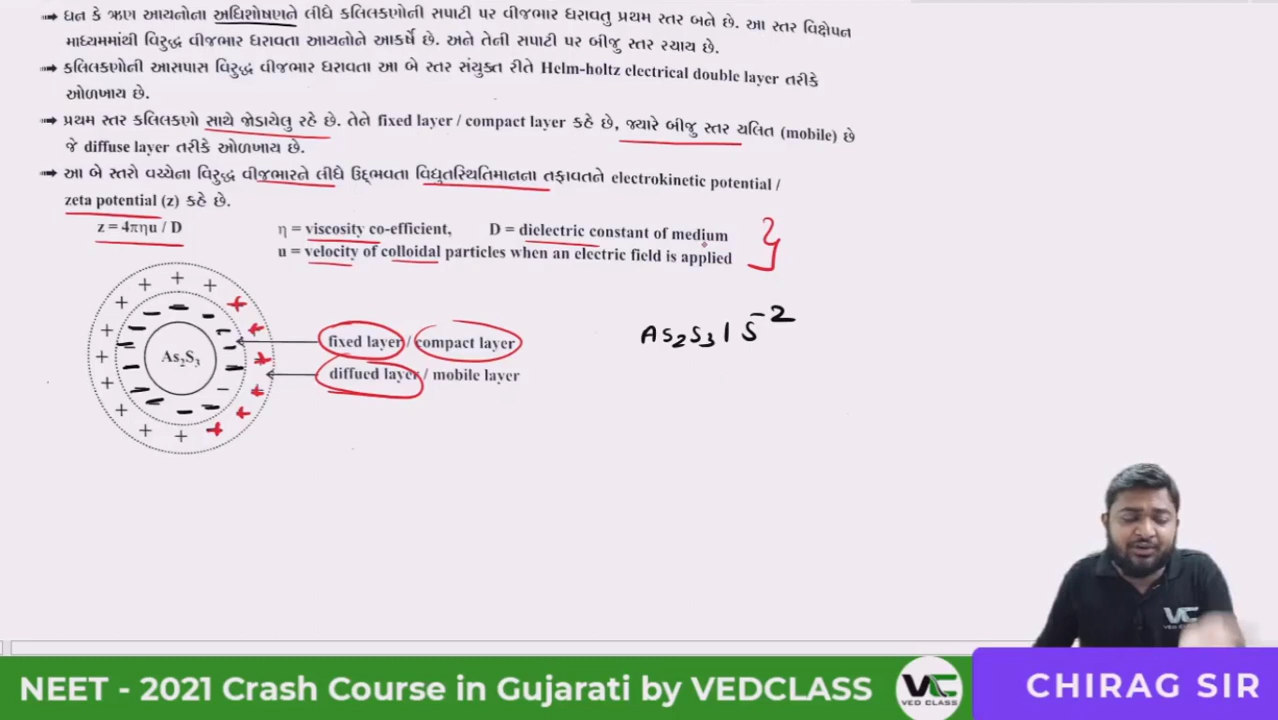 ➠ ધન કે ઋણ આયનોના અધિશોષણને લીધે કલિલકણોની સપાટી પર વીજભાર ધરાવતુ પ્રથમ સ્તર બને છે. આ સ્તર વિક્ષેપન
માધ્યમમાંથી વિરુદ્ધ વીજભાર ધરાવતા આયનોને આકર્ષે છે. અને તેની સપાટી પર બીજુ સ્તર રચાય છે.
➠ કલિલકણોની આસપાસ વિરુદ્ધ વીજભાર ધરાવતા આ બે સ્તર સંયુક્ત રીતે Helm-holtz electrical double layer તરીકે
ઓળખાય છે.
➠ પ્રથમ સ્તર કલિલકણો સાથે જોડાયેલુ રહે છે. તેને fixed layer / compact layer કહે છે, જ્યારે બીજુ સ્તર ચલિત (mobile) છે
જે diffuse layer તરીકે ઓળખાય છે.
➠ આ બે સ્તરો વચ્ચેના વિરુદ્ધ વીજભારને લીધે ઉદ્ભવતા વિદ્યુતસ્થિતિમાનના તફાવતને electrokinetic potential /
zeta potential (z) કહે છે.
z = 4πηu / D η = viscosity co-efficient, D = dielectric constant of medium
u = velocity of colloidal particles when an electric field is applied
As₂S₃ | S⁻²
fixed layer / compact layer
As₂S₃
diffued layer / mobile layer
VC
VED CLASS
NEET - 2021 Crash Course in Gujarati by VEDCLASS
VC
VED CLASS
CHIRAG SIR